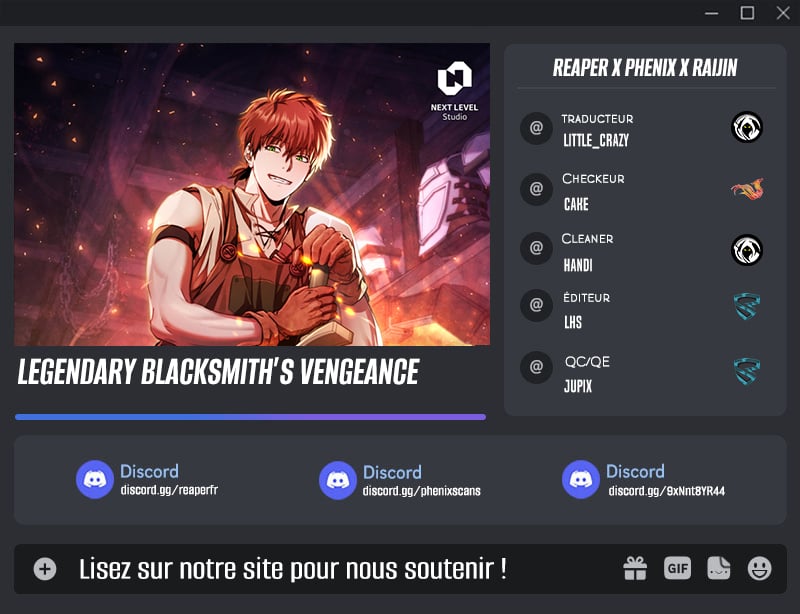 NEXT LEVEL
Studio
LEGENDARY BLACKSMITH'S VENGEANCE
REAPER X PHENIX X RAIJIN
@ TRADUCTEUR
LITTLE_CRAZY
@ CHECKEUR
CAKE
@ CLEANER
HANDI
@ ÉDITEUR
LHS
@ QC/QE
JUPIX
Discord
discord.gg/reaperfr
Discord
discord.gg/phenixscans
Discord
discord.gg/9xNnt8YR44
Lisez sur notre site pour nous soutenir !
GIF